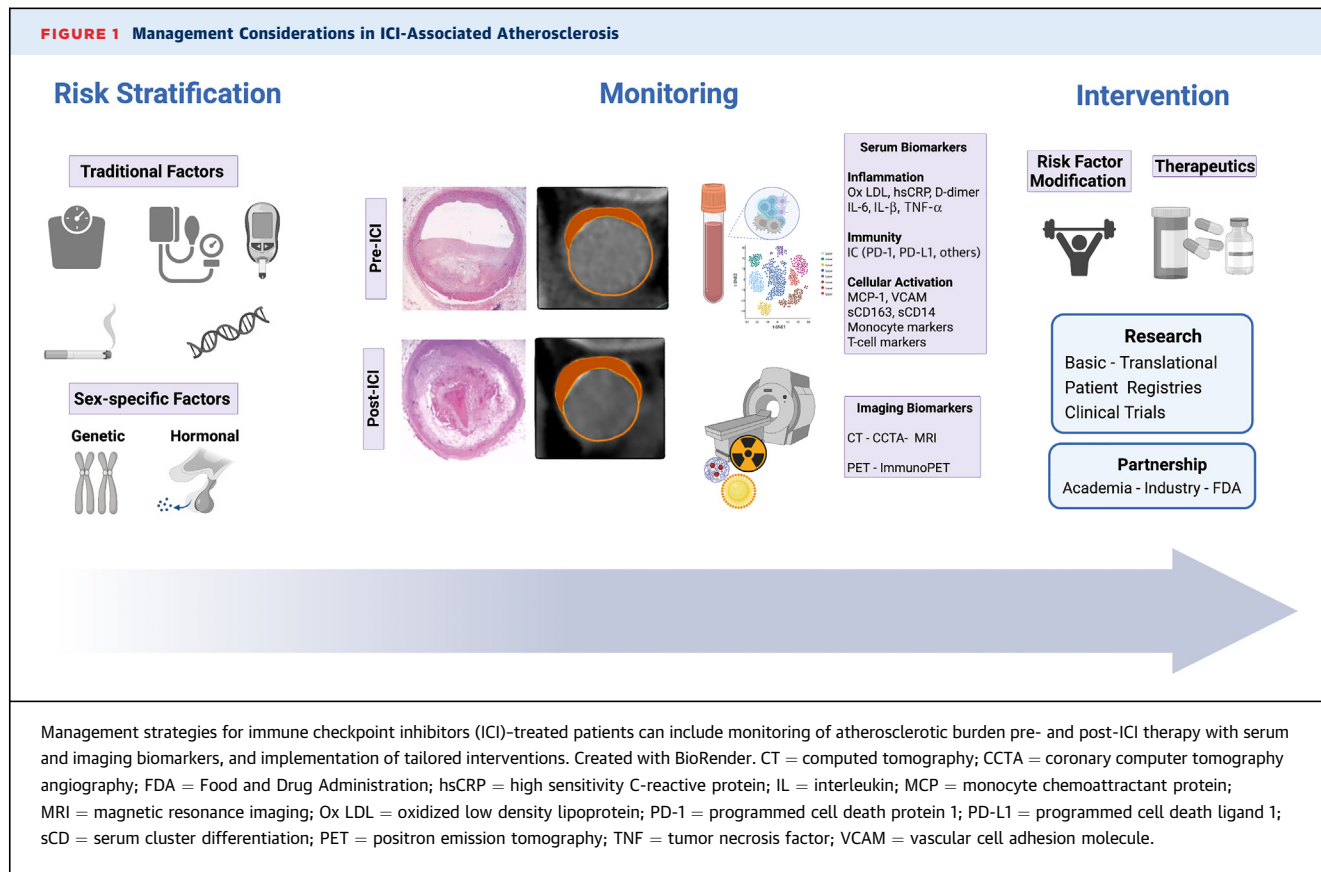 FIGURE 1 Management Considerations in ICI-Associated Atherosclerosis
Risk Stratification
Traditional Factors
Sex-specific Factors
Genetic Hormonal
Monitoring
Pre-ICI
Post-ICI
t-SNE1
Serum Biomarkers
Inflammation
Ox LDL, hsCRP, D-dimer
IL-6, IL-β, TNF-α
Immunity
IC (PD-1, PD-L1, others)
Cellular Activation
MCP-1, VCAM
sCD163, sCD14
Monocyte markers
T-cell markers
Imaging Biomarkers
CT - CCTA- MRI
PET - ImmunoPET
Intervention
Risk Factor
Modification
Therapeutics
Research
Basic - Translational
Patient Registries
Clinical Trials
Partnership
Academia - Industry - FDA
Management strategies for immune checkpoint inhibitors (ICI)-treated patients can include monitoring of atherosclerotic burden pre- and post-ICI therapy with serum
and imaging biomarkers, and implementation of tailored interventions. Created with BioRender. CT = computed tomography; CCTA = coronary computer tomography
angiography; FDA = Food and Drug Administration; hsCRP = high sensitivity C-reactive protein; IL = interleukin; MCP = monocyte chemoattractant protein;
MRI = magnetic resonance imaging; Ox LDL = oxidized low density lipoprotein; PD-1 = programmed cell death protein 1; PD-L1 = programmed cell death ligand 1;
sCD = serum cluster differentiation; PET = positron emission tomography; TNF = tumor necrosis factor; VCAM = vascular cell adhesion molecule.